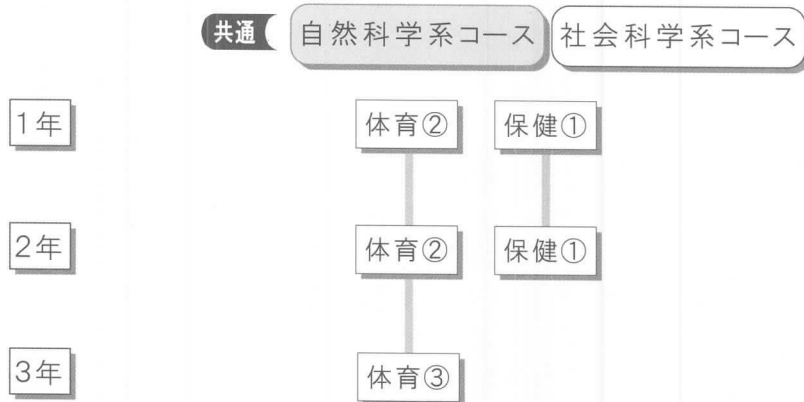 共通 自然科学系コース 社会科学系コース
1年 体育② 保健①
2年 体育② 保健①
3年 体育③